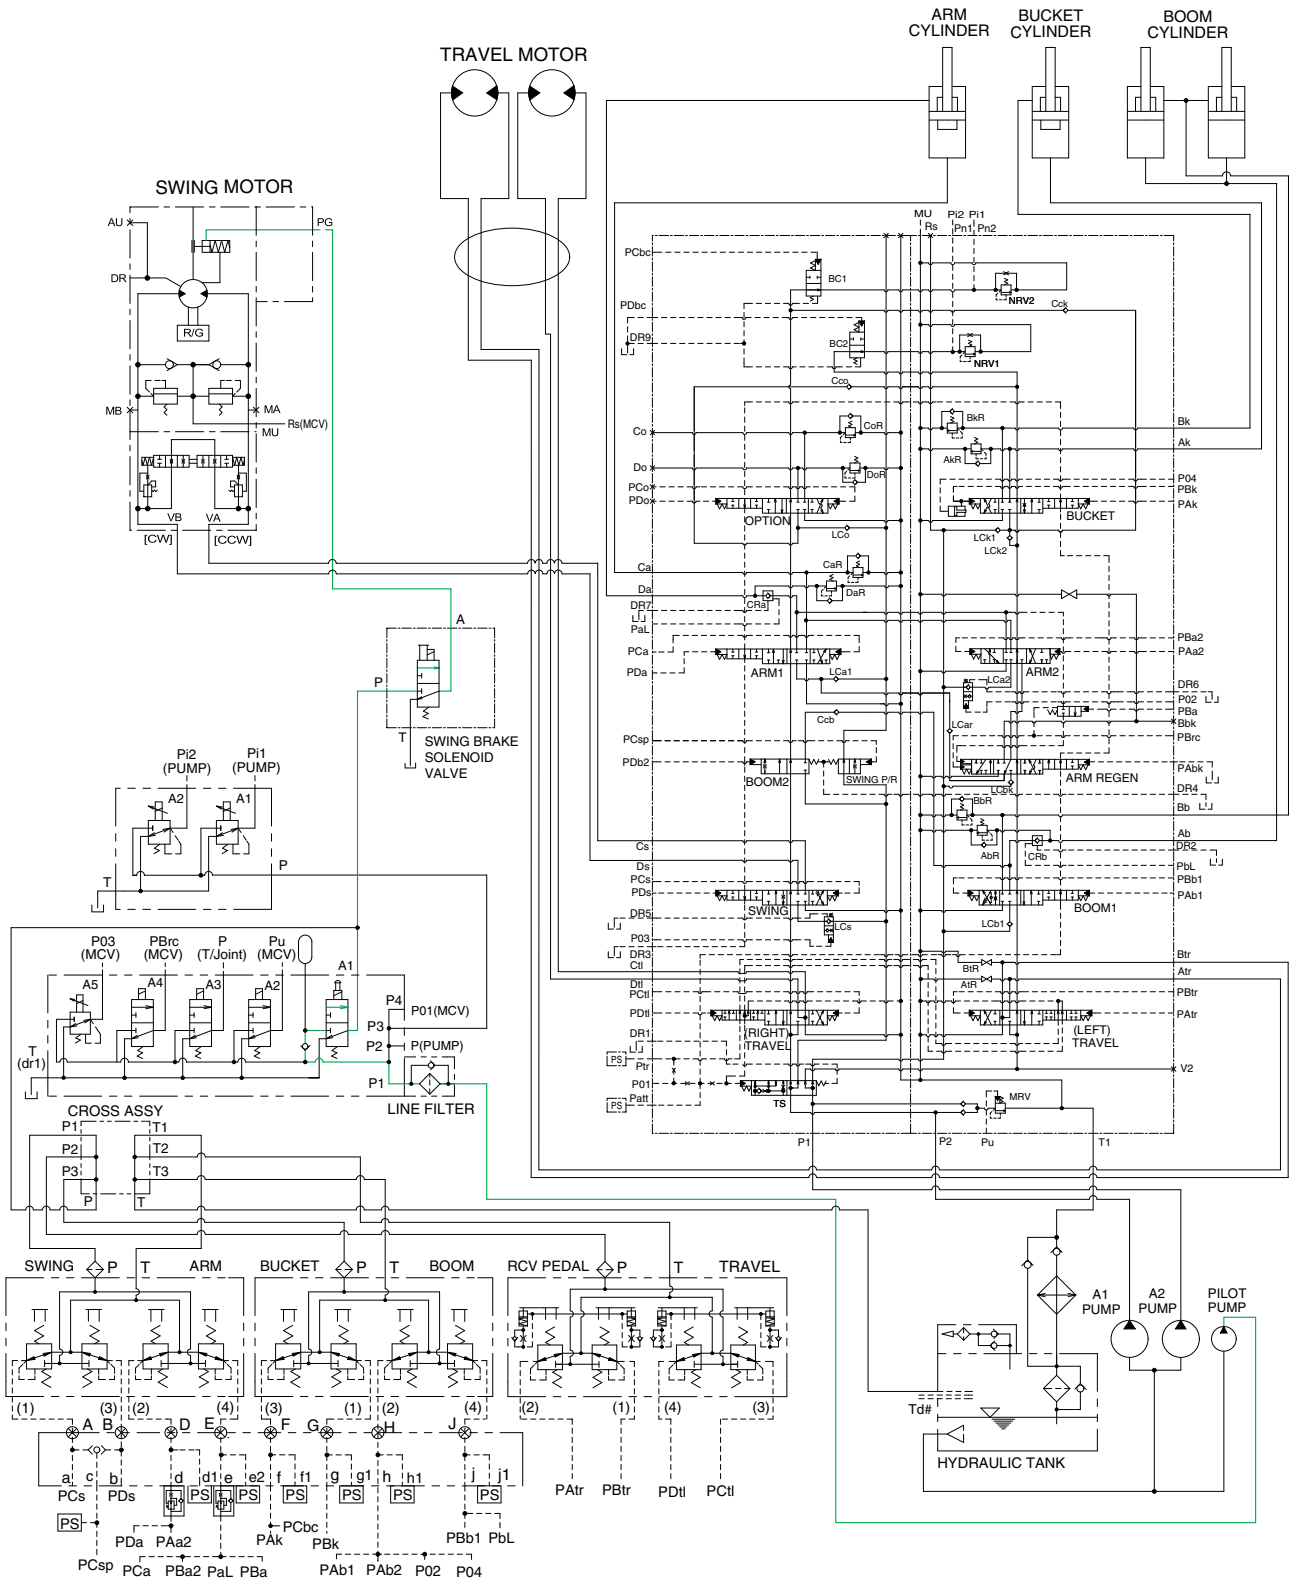 ARM
CYLINDER
BUCKET
CYLINDER
BOOM
CYLINDER
TRAVEL MOTOR
SWING MOTOR
AU
PG
DR
R/G
MB
MA
Rs(MCV)
MU
VB
VA
[CW]
[CCW]
MU
Rs
Pi2
Pi1
Pn1
Pn2
PCbc
BC1
NRV2
Cck
PDbc
DR9
BC2
NRV1
Cco
BkR
Bk
Co
CoR
Ak
AkR
Do
DoR
P04
PCo
PBk
PDo
PAk
OPTION
BUCKET
LCo
LCk1
LCk2
Ca
CaR
Da
DaR
DR7
CRa
PaL
PBa2
PCa
PAa2
PDa
ARM1
LCa1
LCa2
ARM2
DR6
P02
PBa
Ccb
LCar
Bbk
PCsp
PBrc
PDb2
PAbk
BOOM2
SWING P/R
ARM REGEN
LCbk
DR4
BbR
Bb
Ab
Cs
AbR
CRb
DR2
Ds
PbL
PCs
PBb1
PDs
PAb1
SWING
BOOM1
DR5
LCs
LCb1
P03
DR3
Btr
Ctl
BtR
Atr
Dtl
AtR
PCtl
PBtr
PDtl
PAtr
DR1
(RIGHT)
TRAVEL
(LEFT)
TRAVEL
PS
Ptr
P01
V2
Patt
PS
TS
MRV
P1
P2
Pu
T1
A
P
T
SWING BRAKE
SOLENOID
VALVE
Pi2
(PUMP)
Pi1
(PUMP)
A2
A1
T
P
P03
(MCV)
PBrc
(MCV)
P
(T/Joint)
Pu
(MCV)
A1
A5
A4
A3
A2
P4
P01(MCV)
P3
P2
P(PUMP)
T
(dr1)
P1
LINE FILTER
CROSS ASSY
P1
T1
P2
T2
P3
T3
P
T
SWING
P
T
ARM
BUCKET
P
T
BOOM
RCV PEDAL
P
T
TRAVEL
(1)
(3)
(2)
(4)
(3)
(1)
(2)
(4)
(2)
(1)
(4)
(3)
A
B
D
E
F
G
H
J
a
c
b
d
d1
e
e2
f
f1
g
g1
h
h1
j
j1
PCs
PDs
PS
PS
PS
PS
PS
PS
PS
PCsp
PDa
PAa2
PCa
PBa2
PaL
PBa
PAk
PCbc
PBk
PAb1
PAb2
P02
P04
PBb1
PbL
PAtr
PBtr
PDtl
PCtl
A1
PUMP
A2
PUMP
PILOT
PUMP
Td#
HYDRAULIC TANK